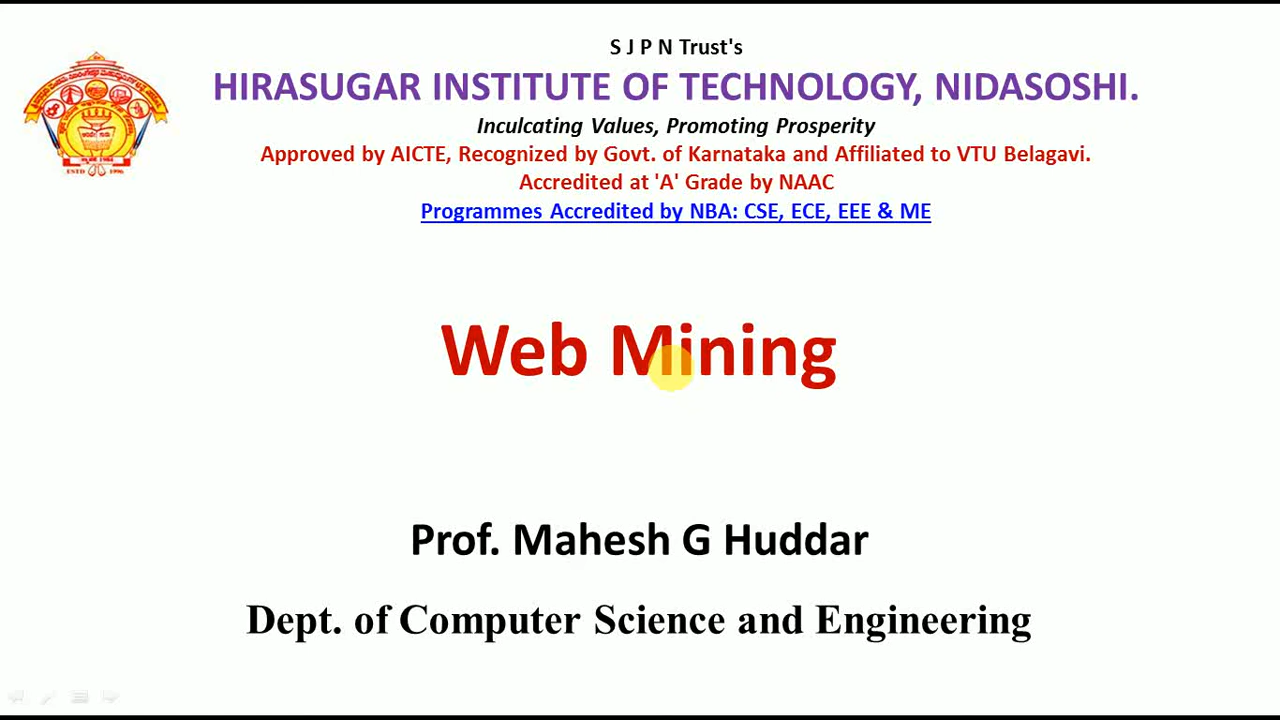 S J P N Trust's
HIRASUGAR INSTITUTE OF TECHNOLOGY, NIDASOSHI.
Inculcating Values, Promoting Prosperity
Approved by AICTE, Recognized by Govt. of Karnataka and Affiliated to VTU Belagavi.
Accredited at 'A' Grade by NAAC
Programmes Accredited by NBA: CSE, ECE, EEE & ME
ESTD 1996
Web Mining
Prof. Mahesh G Huddar
Dept. of Computer Science and Engineering